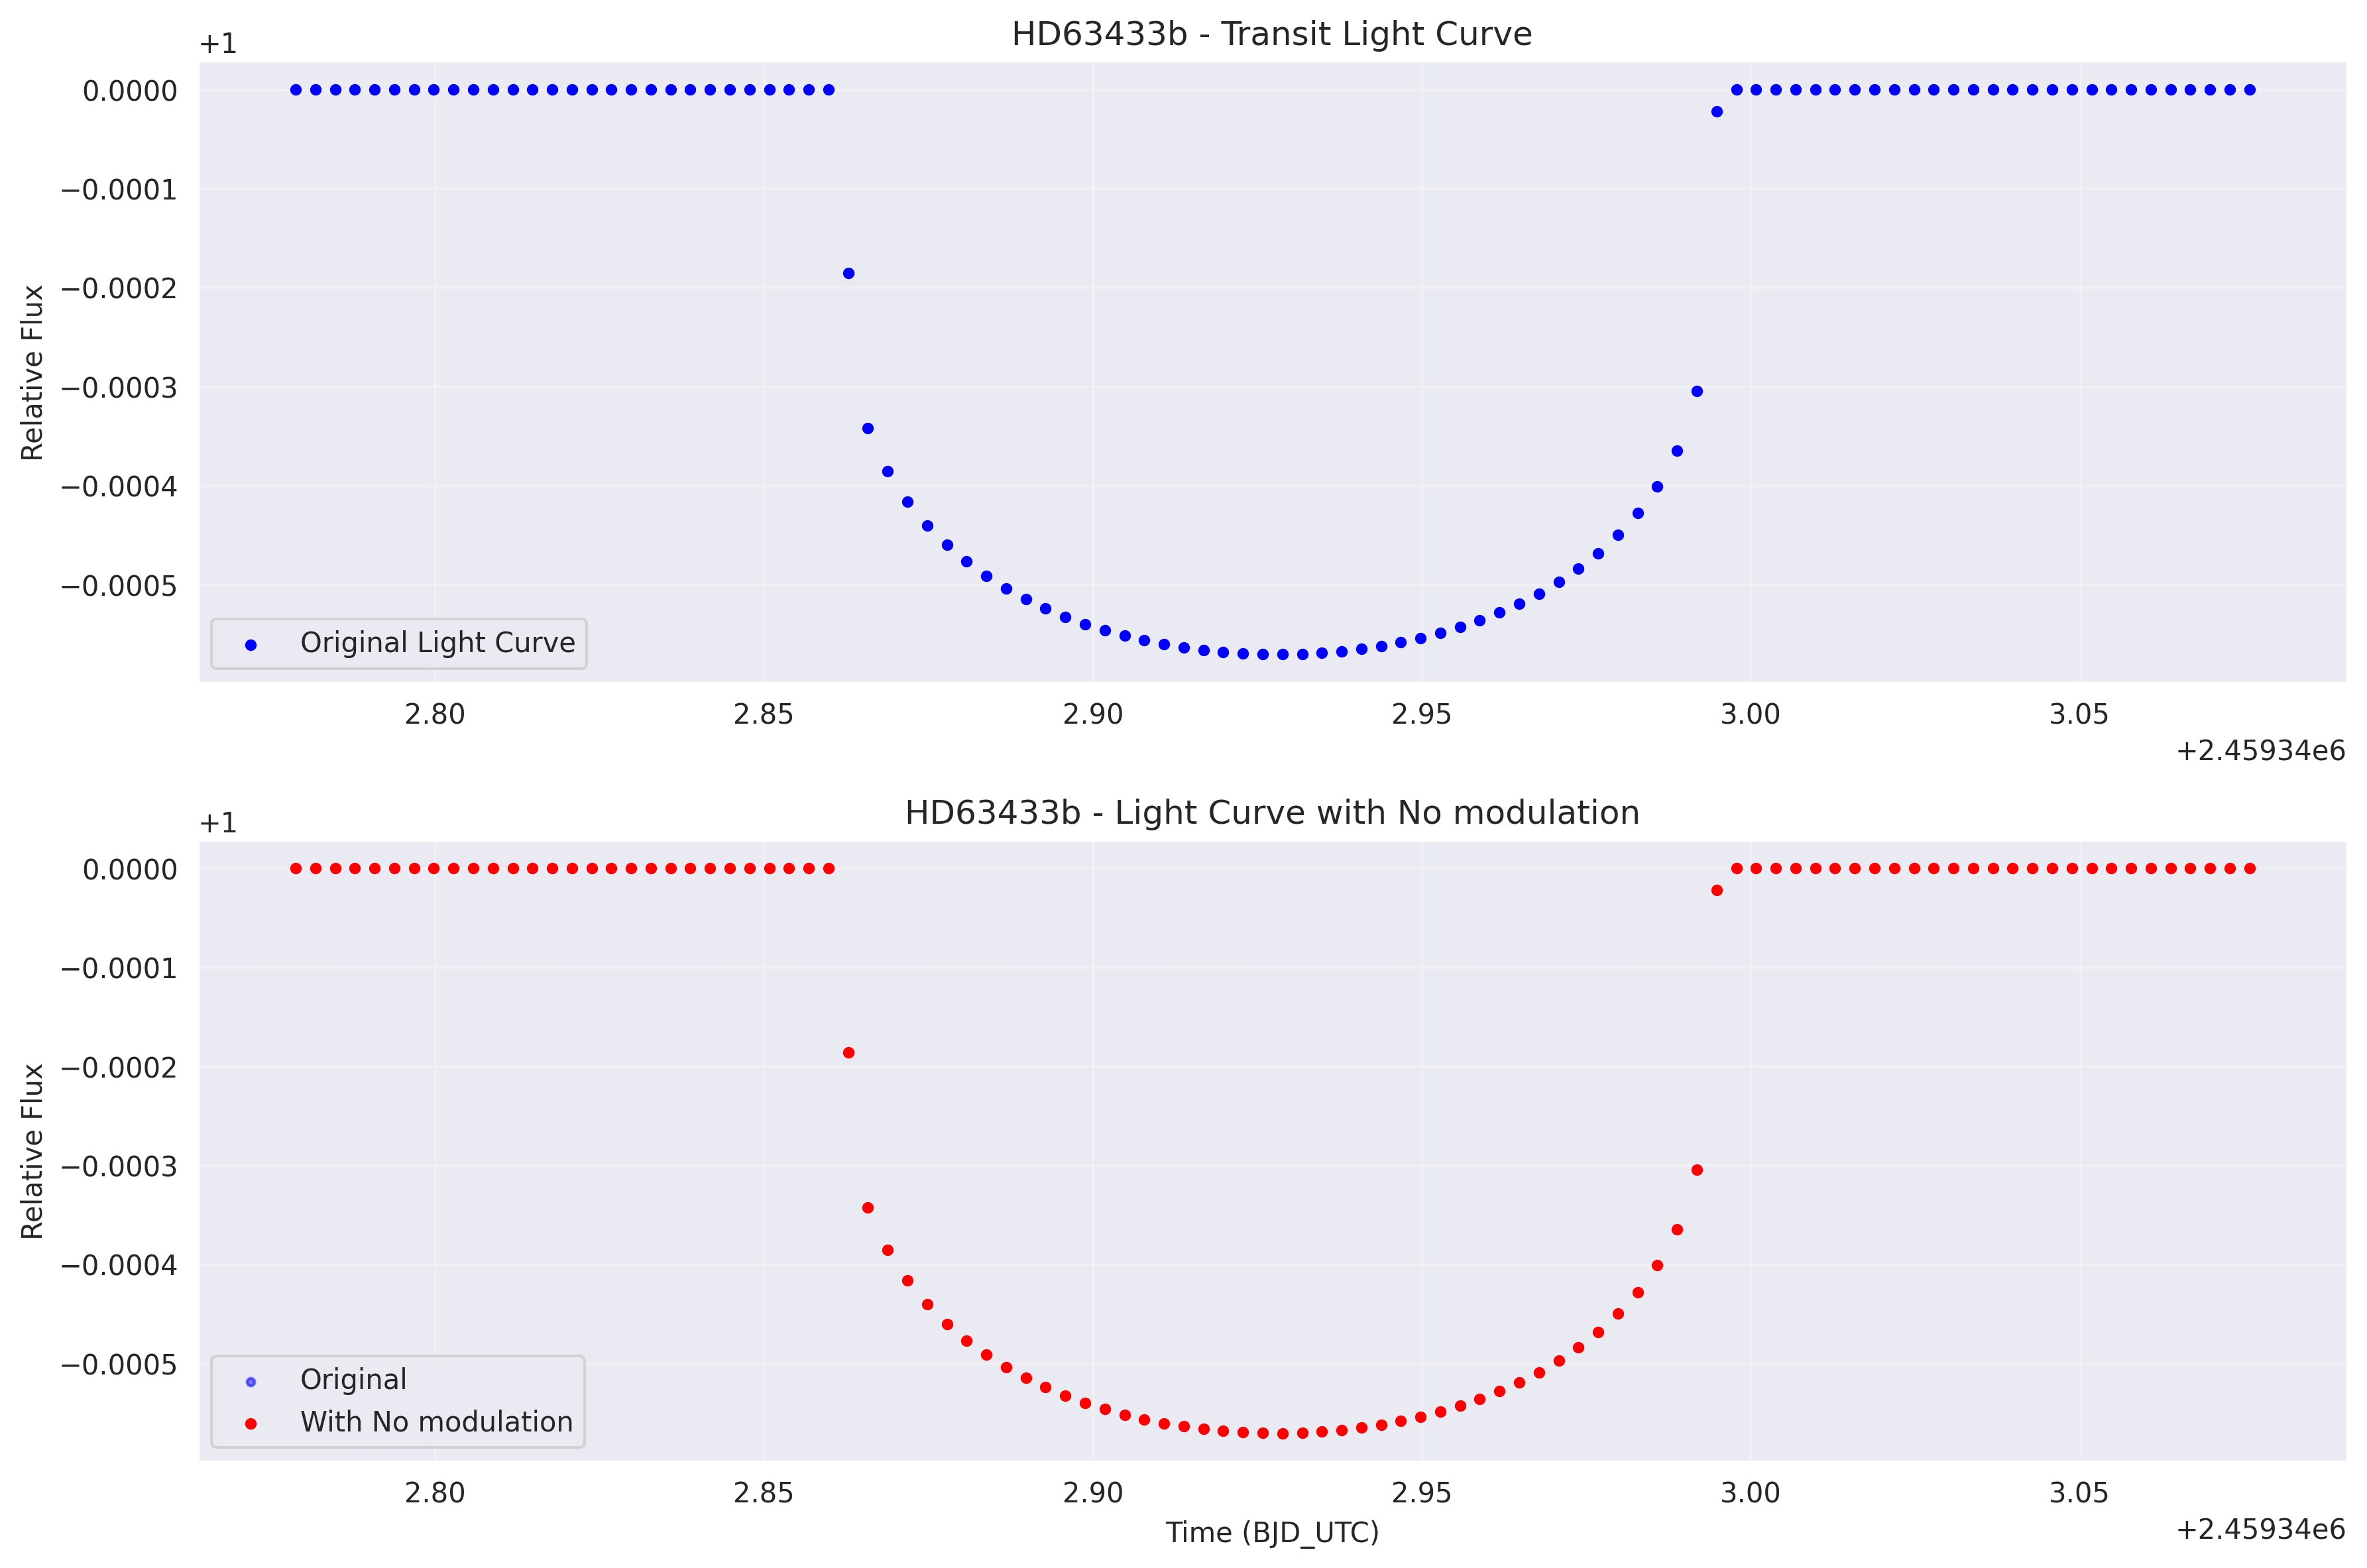 HD63433b - Transit Light Curve
+1
0.0000
−0.0001
−0.0002
−0.0003
−0.0004
−0.0005
Relative Flux
Original Light Curve
2.80 2.85 2.90 2.95 3.00 3.05
+2.45934e6
HD63433b - Light Curve with No modulation
+1
0.0000
−0.0001
−0.0002
−0.0003
−0.0004
−0.0005
Relative Flux
Original
With No modulation
2.80 2.85 2.90 2.95 3.00 3.05
Time (BJD_UTC)
+2.45934e6